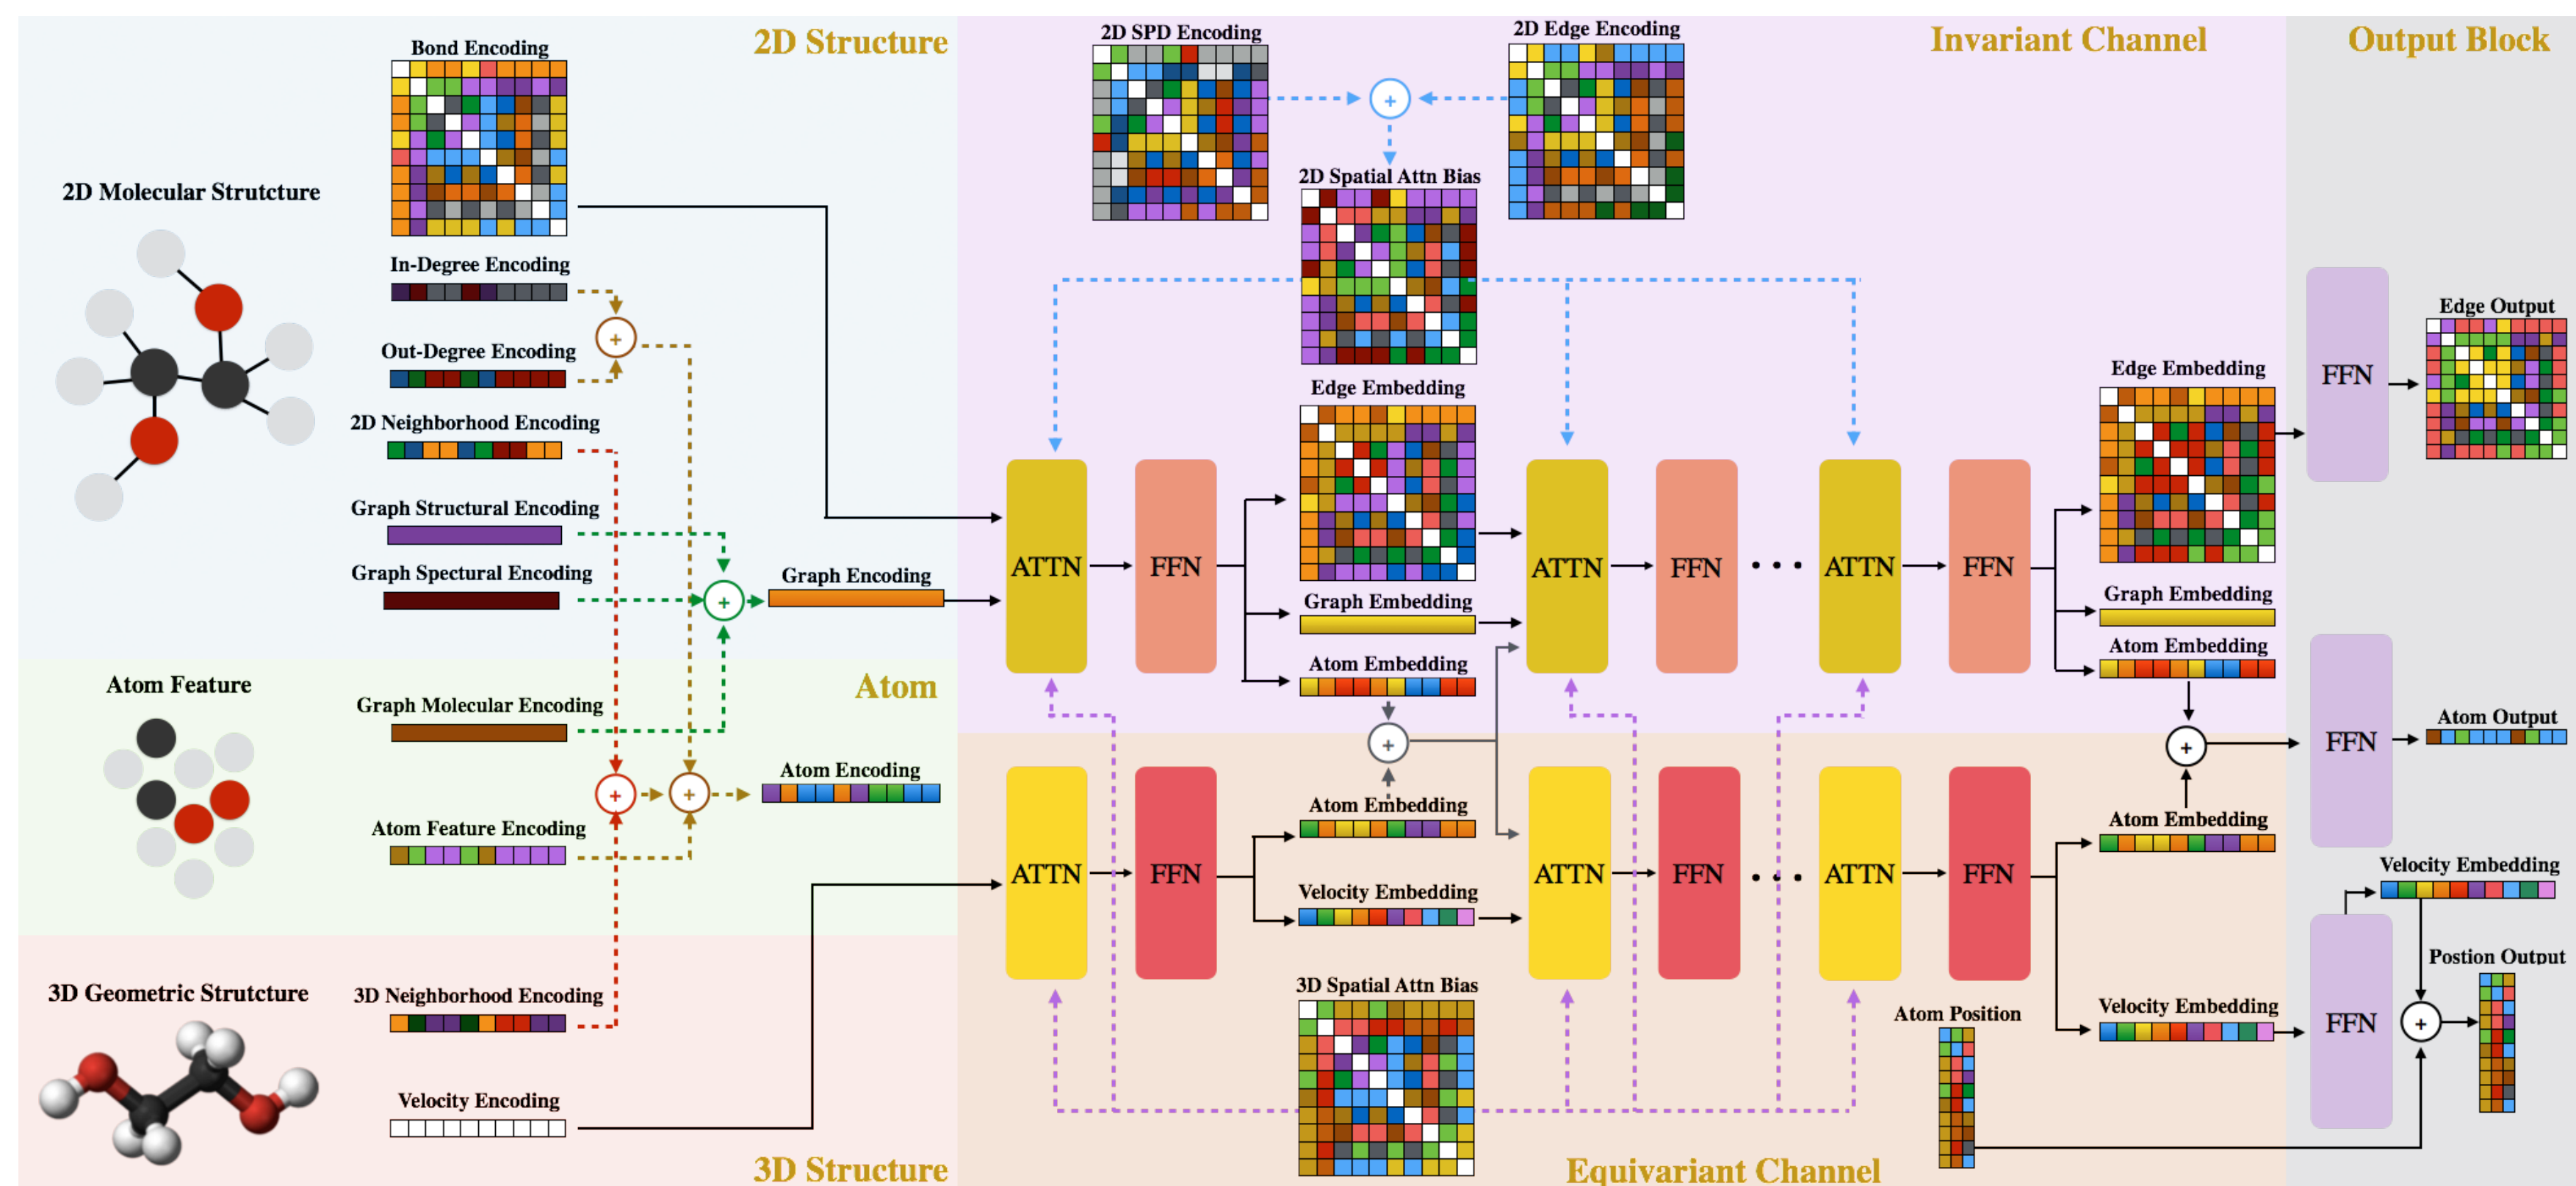 2D Structure
Bond Encoding
2D Molecular Strutcture
In-Degree Encoding
+
Out-Degree Encoding
2D Neighborhood Encoding
Graph Structural Encoding
Graph Spectural Encoding
+
Graph Encoding
Atom
Atom Feature
Graph Molecular Encoding
+
+
Atom Encoding
Atom Feature Encoding
3D Geometric Strutcture
3D Neighborhood Encoding
Velocity Encoding
3D Structure
Invariant Channel
2D SPD Encoding
+
2D Edge Encoding
2D Spatial Attn Bias
Edge Embedding
ATTN
FFN
Graph Embedding
Atom Embedding
ATTN
FFN
• • •
ATTN
FFN
Edge Embedding
Graph Embedding
Atom Embedding
+
+
ATTN
FFN
Atom Embedding
Velocity Embedding
ATTN
FFN
• • •
ATTN
FFN
Atom Embedding
Velocity Embedding
3D Spatial Attn Bias
Atom Position
Equivariant Channel
Output Block
FFN
Edge Output
FFN
Atom Output
Velocity Embedding
FFN
+
Postion Output